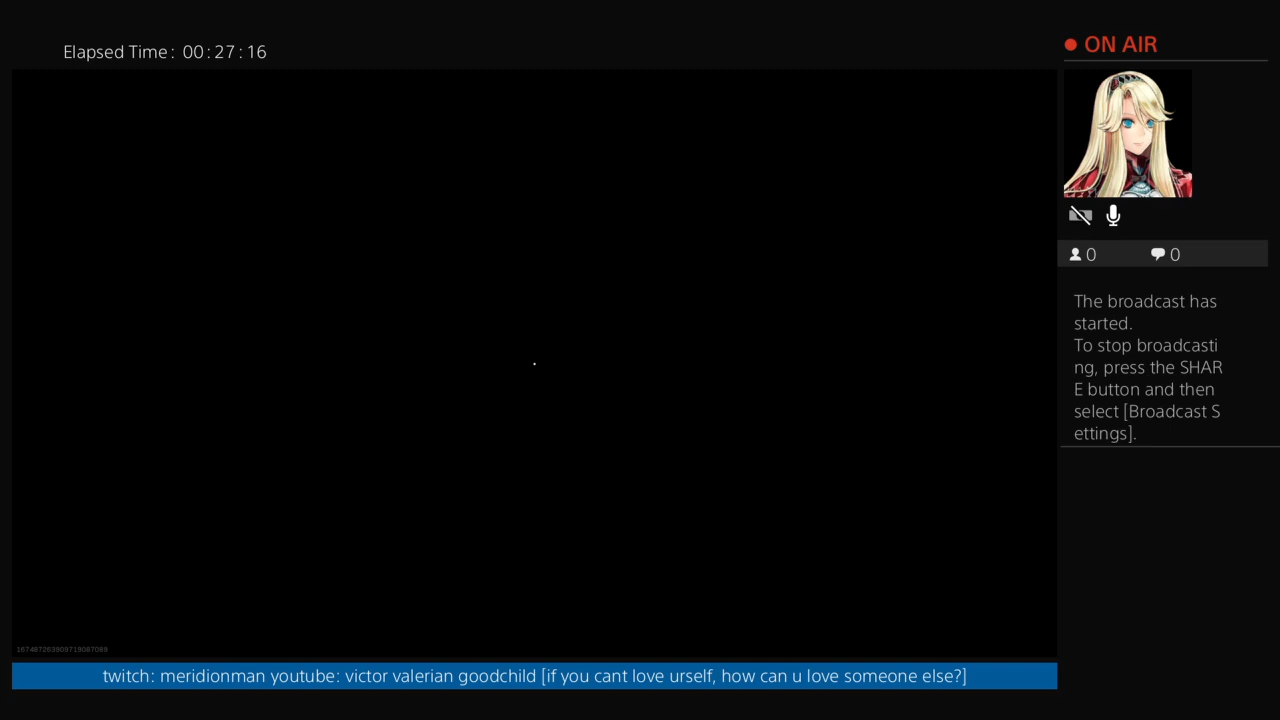 Elapsed Time: 00:27:16
ON AIR
0 0
The broadcast has
started.
To stop broadcasti
ng, press the SHAR
E button and then
select [Broadcast S
ettings].
twitch: meridionman youtube: victor valerian goodchild [if you cant love urself, how can u love someone else?]